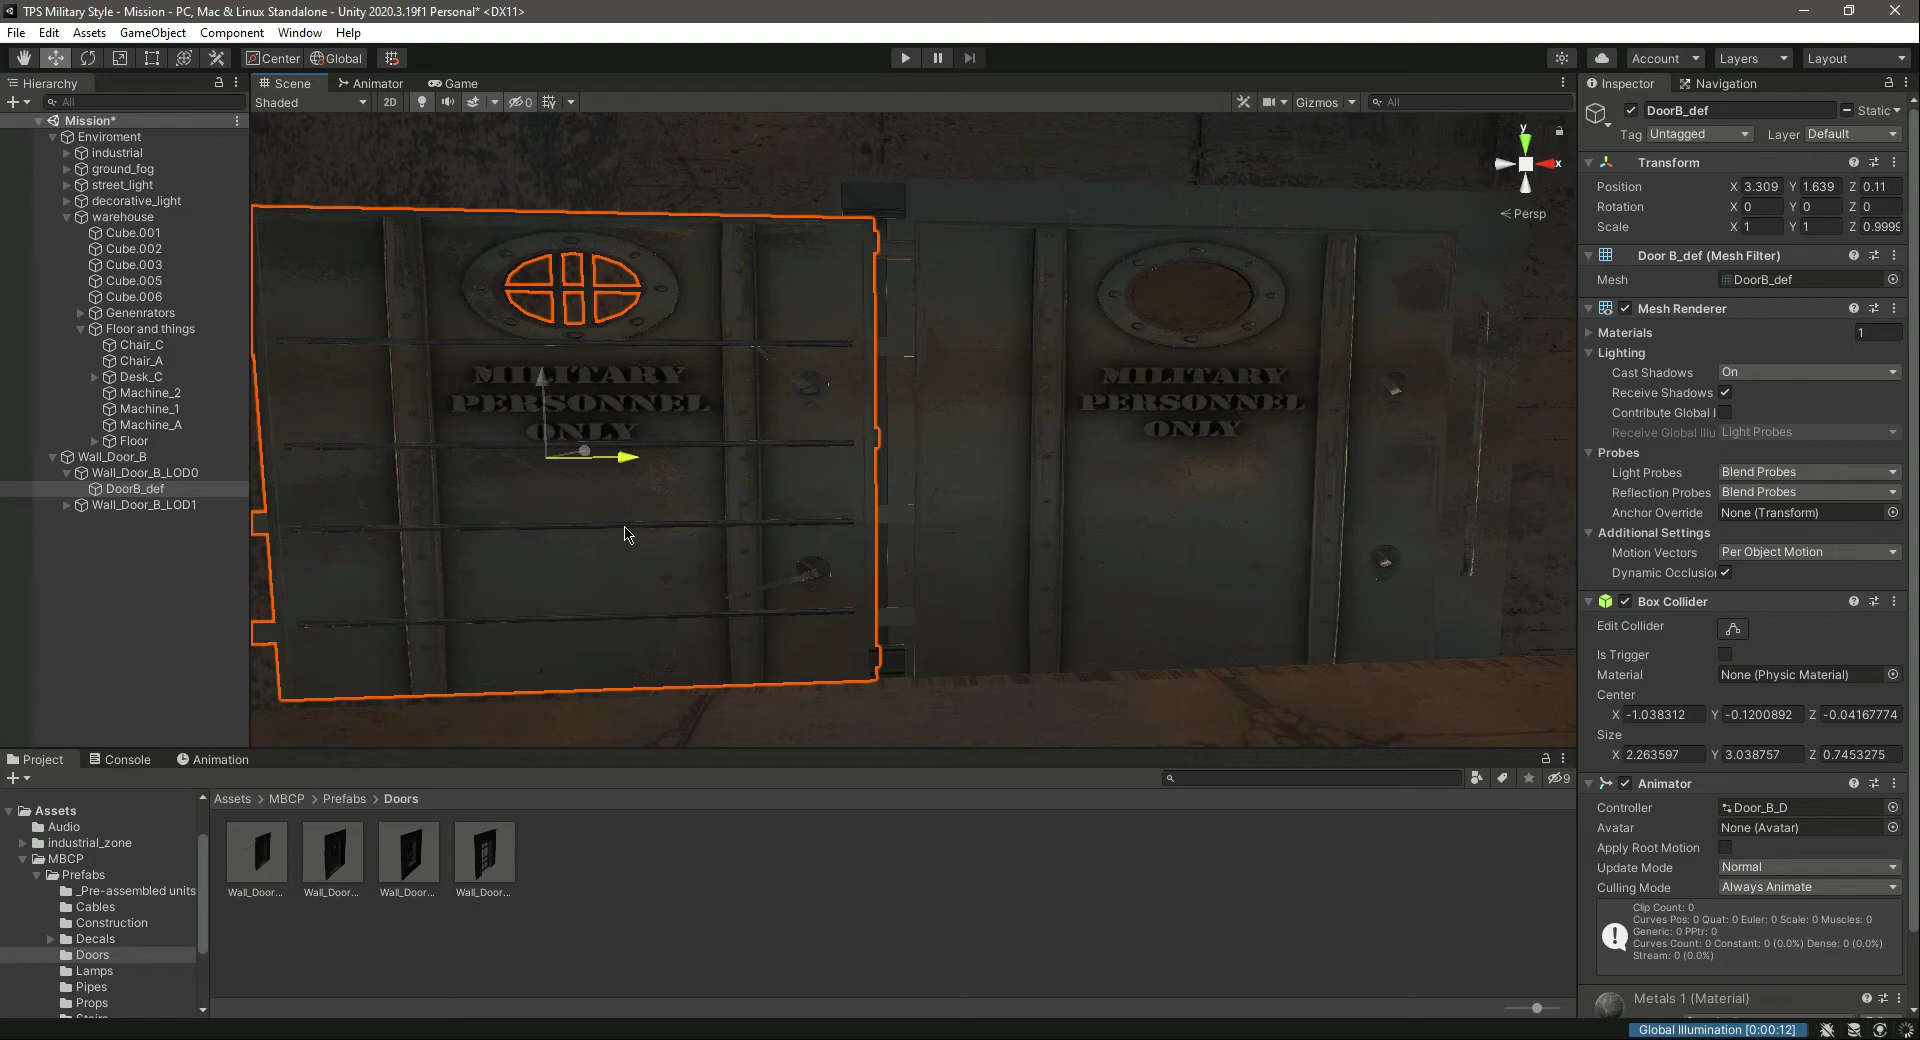 TPS Military Style - Mission - PC, Mac & Linux Standalone - Unity 2020.3.19f1 Personal* <DX11>
File Edit Assets GameObject Component Window Help
Center Global Account Layers Layout
Hierarchy
All
Mission*
Enviroment
industrial
ground_fog
street_light
decorative_light
warehouse
Cube.001
Cube.002
Cube.003
Cube.005
Cube.006
Genenrators
Floor and things
Chair_C
Chair_A
Desk_C
Machine_2
Machine_1
Machine_A
Floor
Wall_Door_B
Wall_Door_B_LOD0
DoorB_def
Wall_Door_B_LOD1
Scene Animator Game
Shaded 2D 0 Gizmos All
y
x
Persp
MILITARY
PERSONNEL
ONLY
MILITARY
PERSONNEL
ONLY
Inspector Navigation
DoorB_def Static
Tag Untagged Layer Default
Transform
Position X 3.309 Y 1.639 Z 0.11
Rotation X 0 Y 0 Z 0
Scale X 1 Y 1 Z 0.9999
Door B_def (Mesh Filter)
Mesh DoorB_def
Mesh Renderer
Materials 1
Lighting
Cast Shadows On
Receive Shadows
Contribute Global I
Receive Global Illu Light Probes
Probes
Light Probes Blend Probes
Reflection Probes Blend Probes
Anchor Override None (Transform)
Additional Settings
Motion Vectors Per Object Motion
Dynamic Occlusion
Box Collider
Edit Collider
Is Trigger
Material None (Physic Material)
Center
X -1.038312 Y -0.1200892 Z -0.04167774
Size
X 2.263597 Y 3.038757 Z 0.7453275
Animator
Controller Door_B_D
Avatar None (Avatar)
Apply Root Motion
Update Mode Normal
Culling Mode Always Animate
Clip Count: 0
Curves Pos: 0 Quat: 0 Euler: 0 Scale: 0 Muscles: 0
Generic: 0 PPtr: 0
Curves Count: 0 Constant: 0 (0.0%) Dense: 0 (0.0%)
Stream: 0 (0.0%)
Metals 1 (Material)
Project Console Animation
9
Assets
Audio
industrial_zone
MBCP
Prefabs
_Pre-assembled units
Cables
Construction
Decals
Doors
Lamps
Pipes
Props
Assets > MBCP > Prefabs > Doors
Wall_Door... Wall_Door... Wall_Door... Wall_Door...
Global Illumination [0:00:12]